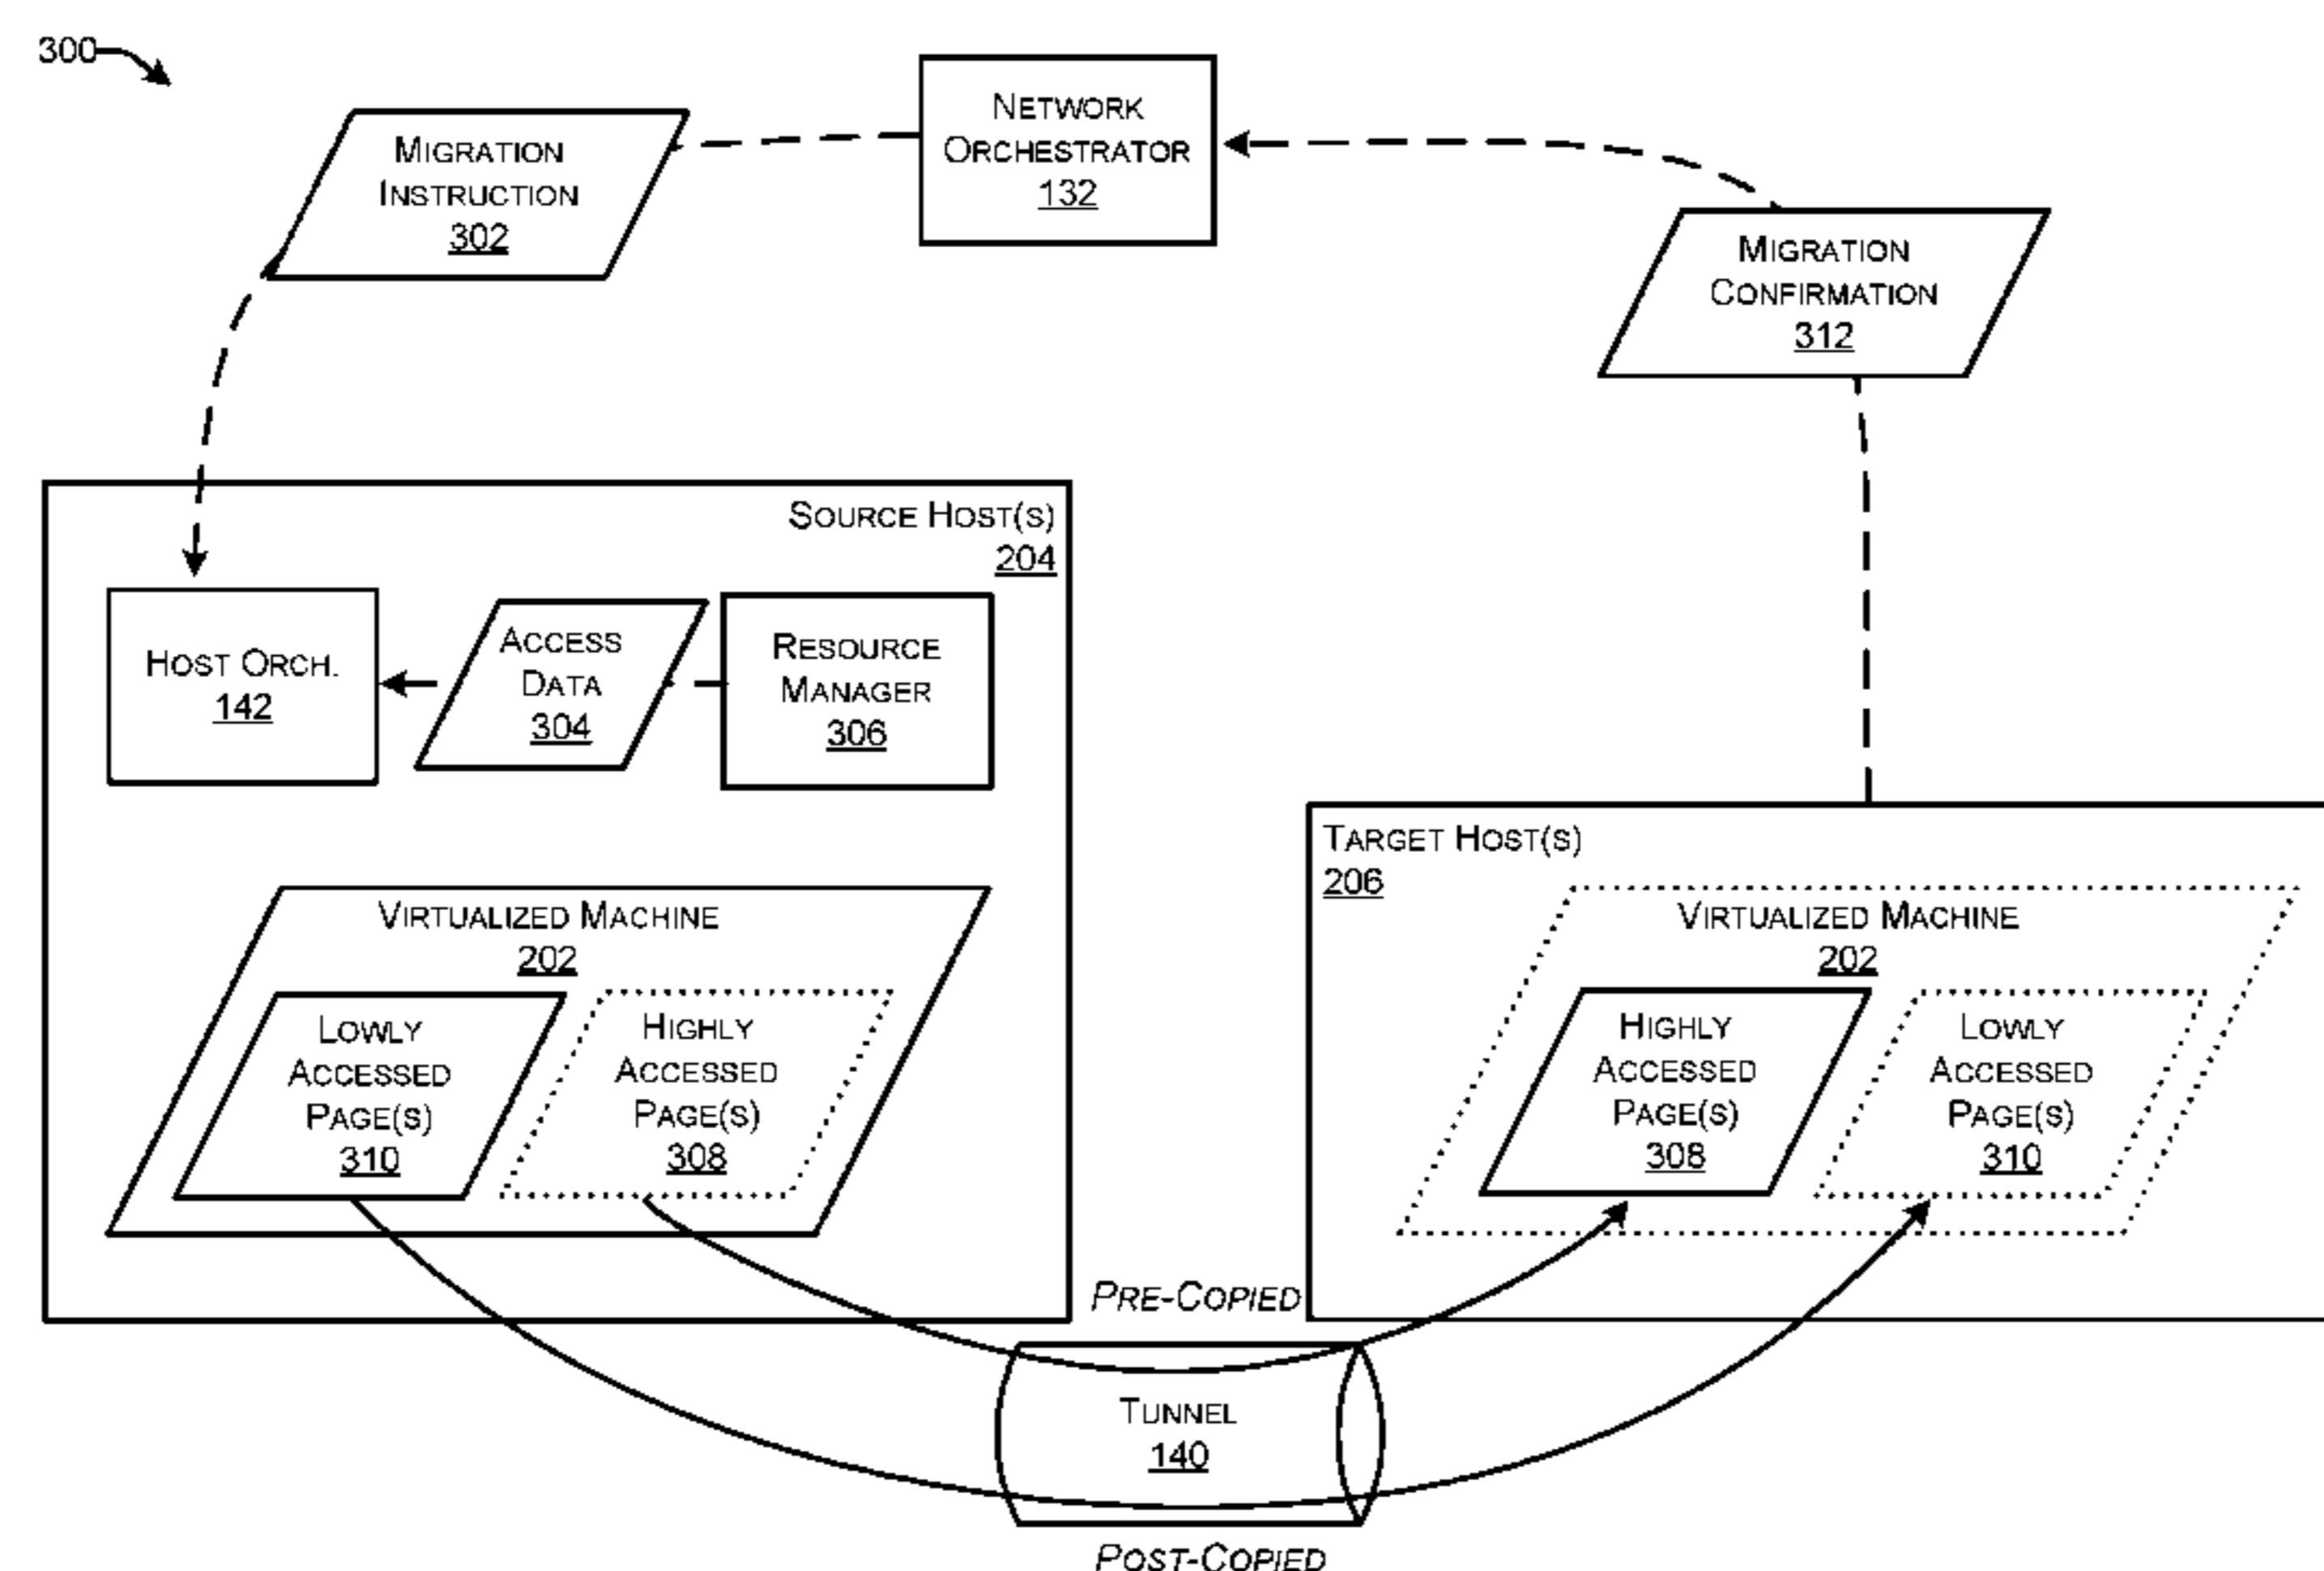 300
NETWORK
ORCHESTRATOR
132
MIGRATION
INSTRUCTION
302
MIGRATION
CONFIRMATION
312
SOURCE HOST(S)
204
HOST ORCH.
142
ACCESS
DATA
304
RESOURCE
MANAGER
306
VIRTUALIZED MACHINE
202
LOWLY
ACCESSED
PAGE(S)
310
HIGHLY
ACCESSED
PAGE(S)
308
TARGET HOST(S)
206
VIRTUALIZED MACHINE
202
HIGHLY
ACCESSED
PAGE(S)
308
LOWLY
ACCESSED
PAGE(S)
310
PRE-COPIED
TUNNEL
140
POST-COPIED